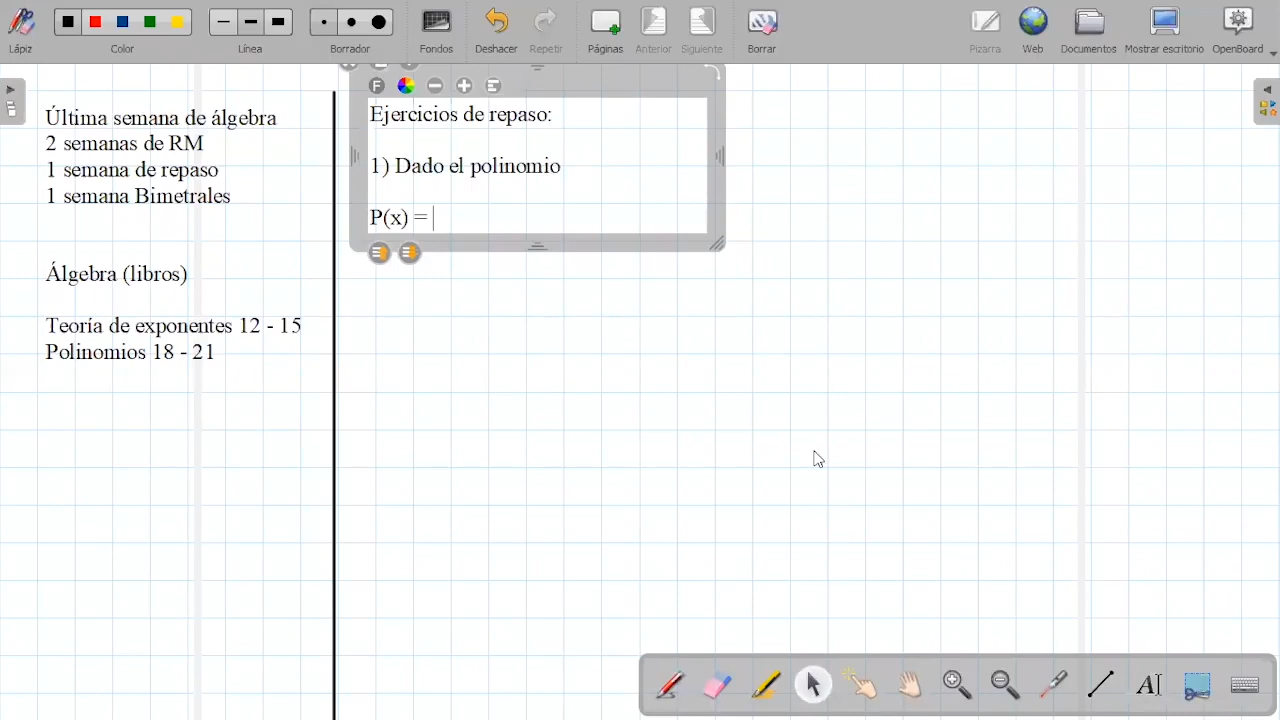 Lápiz
Color
Línea
Borrador
Fondos
Deshacer
Repetir
Páginas
Anterior
Siguiente
Borrar
Pizarra
Web
Documentos
Mostrar escritorio
OpenBoard
Última semana de álgebra
2 semanas de RM
1 semana de repaso
1 semana Bimetrales
Álgebra (libros)
Teoría de exponentes 12 - 15
Polinomios 18 - 21
F
Ejercicios de repaso:
1) Dado el polinomio
P(x) =